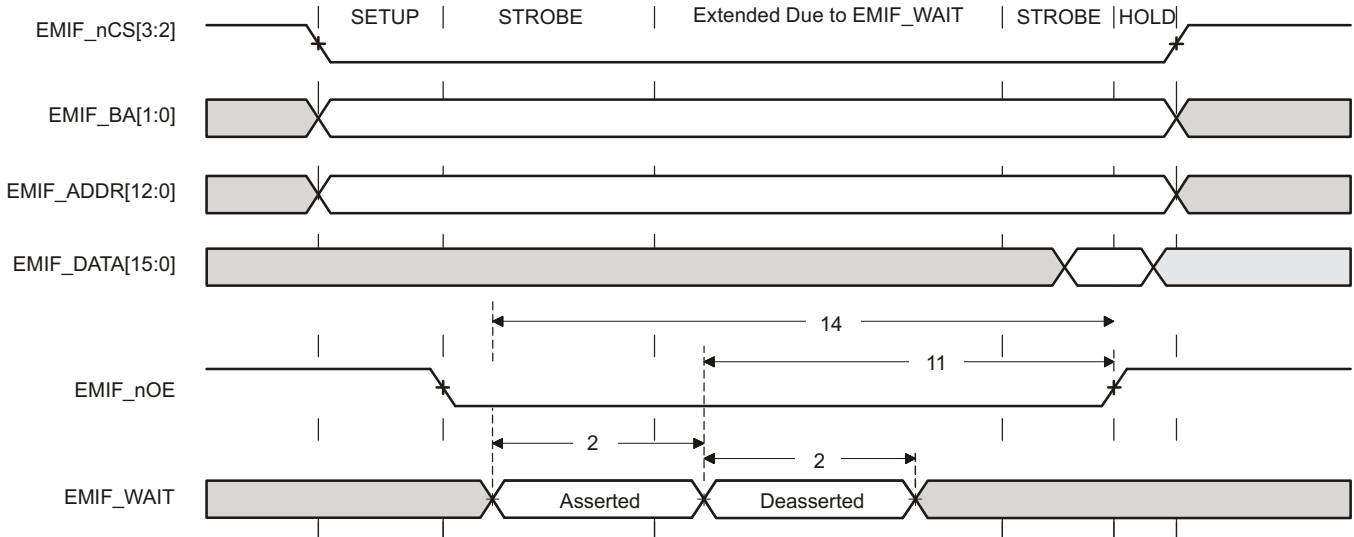 SETUP STROBE Extended Due to EMIF_WAIT STROBE HOLD
EMIF_nCS[3:2]
EMIF_BA[1:0]
EMIF_ADDR[12:0]
EMIF_DATA[15:0]
14
11
EMIF_nOE
2
2
EMIF_WAIT Asserted Deasserted